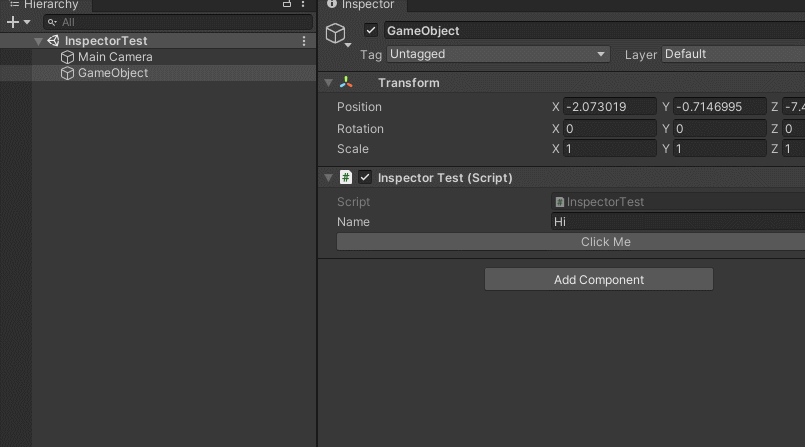 Hierarchy
All
InspectorTest
Main Camera
GameObject
Inspector
GameObject
Tag Untagged Layer Default
Transform
Position X -2.073019 Y -0.7146995 Z -7.4
Rotation X 0 Y 0 Z 0
Scale X 1 Y 1 Z 1
# Inspector Test (Script)
Script # InspectorTest
Name Hi
Click Me
Add Component